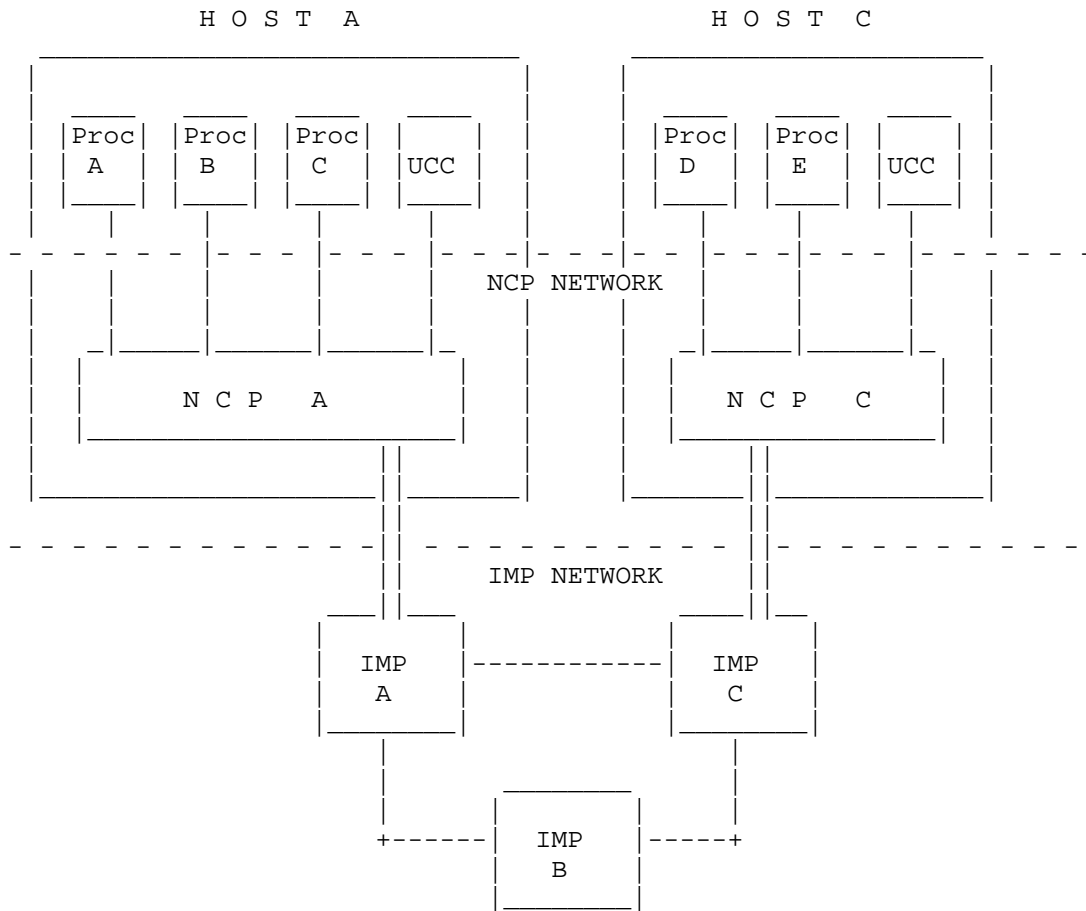 H O S T  A H O S T  C
Proc Proc Proc Proc Proc
A B C UCC D E UCC
NCP NETWORK
N C P  A N C P  C
IMP NETWORK
IMP IMP
A C
IMP
B